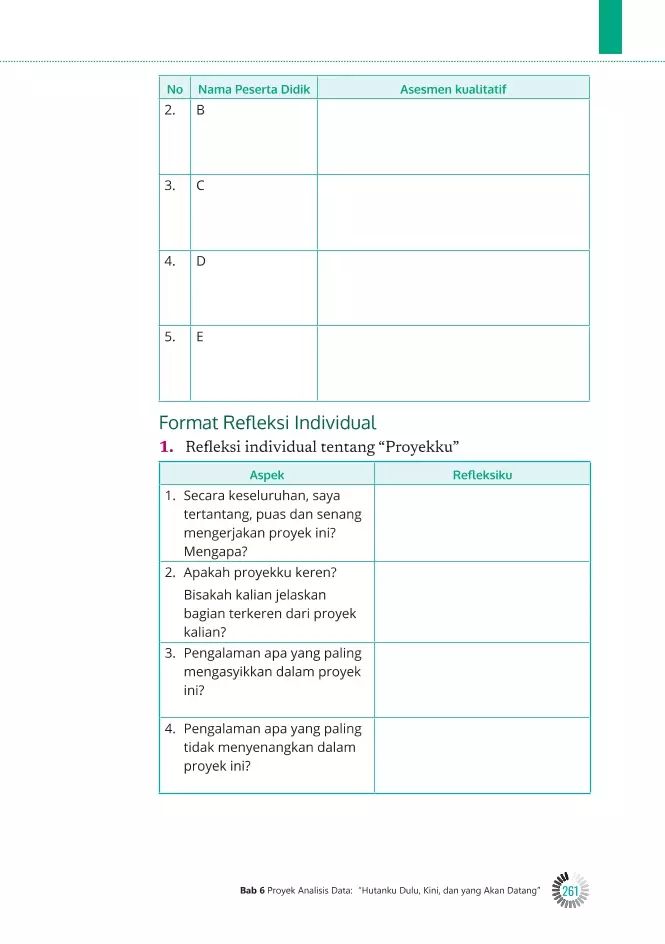 No Nama Peserta Didik Asesmen kualitatif
2. B
3. C
4. D
5. E
Format Refleksi Individual
1. Refleksi individual tentang “Proyekku”
Aspek Refleksiku
1. Secara keseluruhan, saya
tertantang, puas dan senang
mengerjakan proyek ini?
Mengapa?
2. Apakah proyekku keren?
Bisakah kalian jelaskan
bagian terkeren dari proyek
kalian?
3. Pengalaman apa yang paling
mengasyikkan dalam proyek
ini?
4. Pengalaman apa yang paling
tidak menyenangkan dalam
proyek ini?
Bab 6 Proyek Analisis Data: “Hutanku Dulu, Kini, dan yang Akan Datang” 261